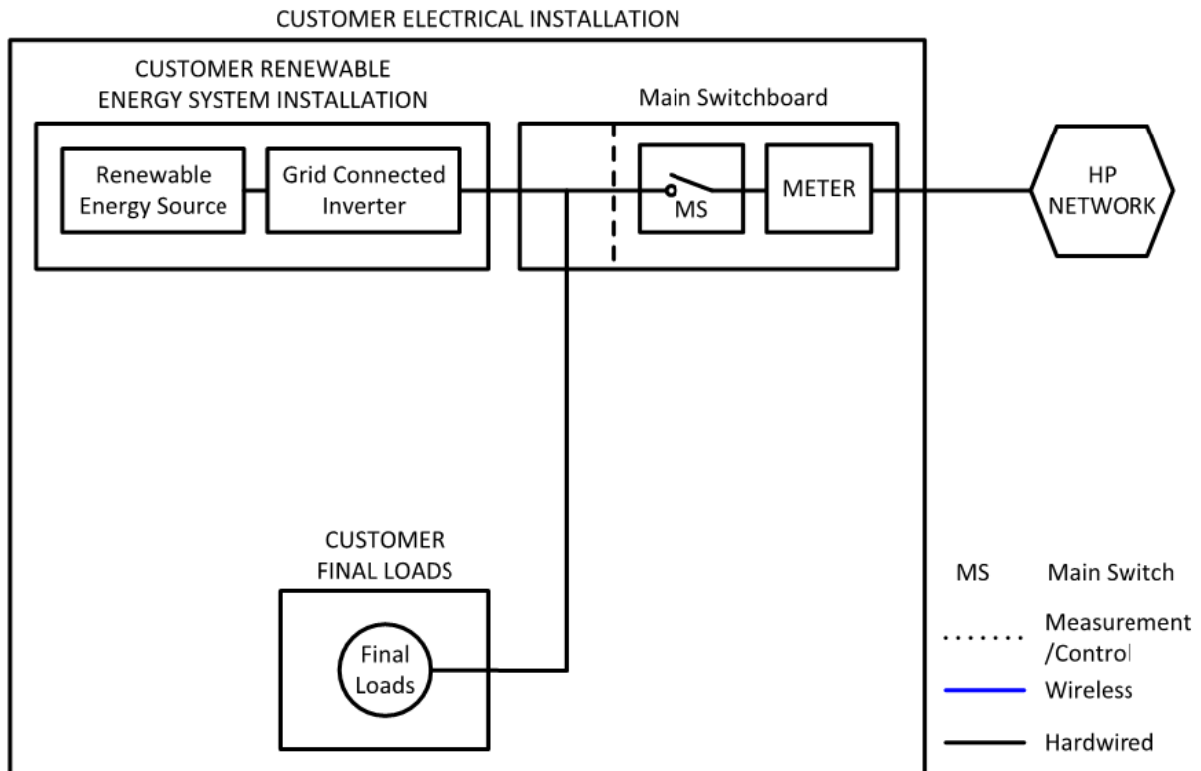 CUSTOMER ELECTRICAL INSTALLATION
CUSTOMER RENEWABLE
ENERGY SYSTEM INSTALLATION
Main Switchboard
Renewable
Energy Source
Grid Connected
Inverter
MS
METER
HP
NETWORK
CUSTOMER
FINAL LOADS
Final
Loads
MS Main Switch
Measurement
/Control
Wireless
Hardwired